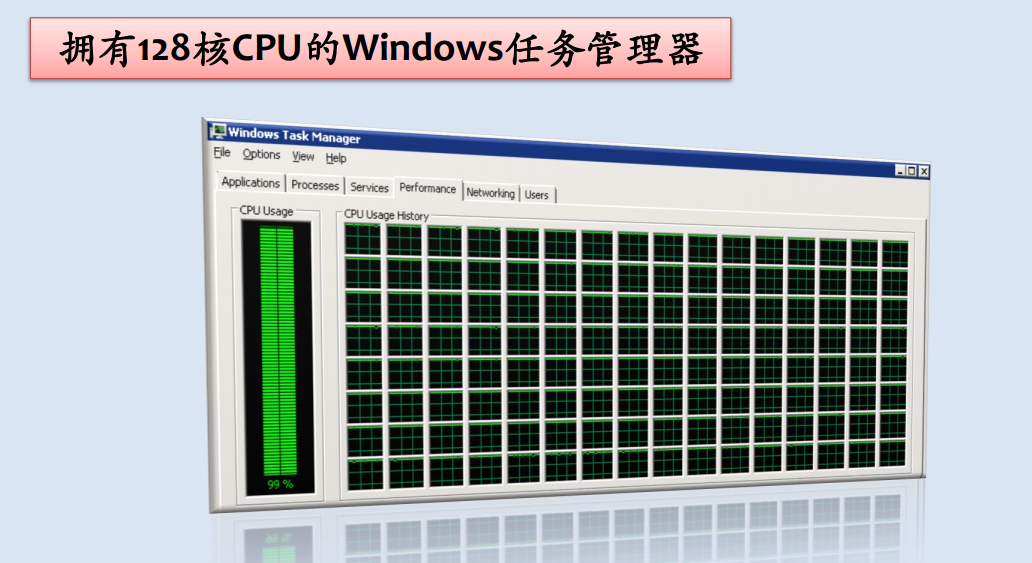 拥有128核CPU的Windows任务管理器
Windows Task Manager
File Options View Help
Applications Processes Services Performance Networking Users
CPU Usage
CPU Usage History
99 %